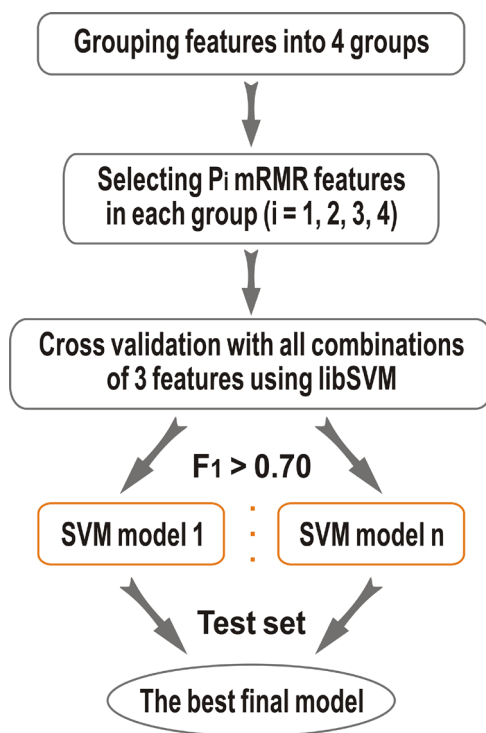 Grouping features into 4 groups
Selecting Pi mRMR features
in each group (i = 1, 2, 3, 4)
Cross validation with all combinations
of 3 features using libSVM
F1 > 0.70
SVM model 1
SVM model n
Test set
The best final model